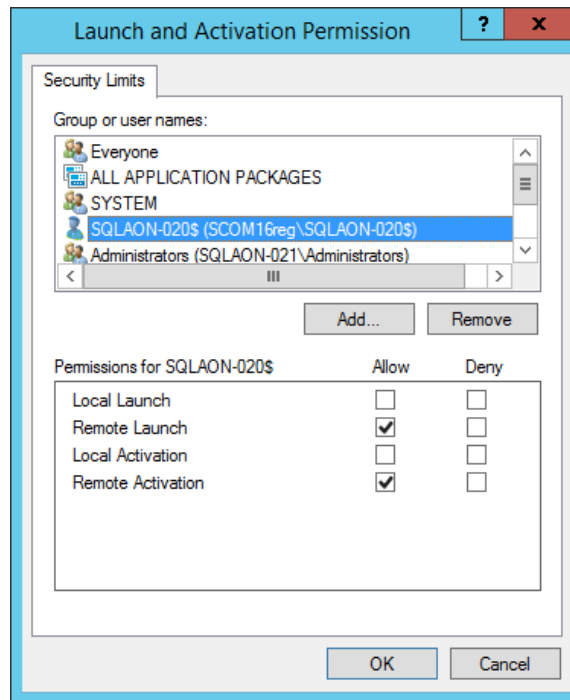 Launch and Activation Permission
?
x
Security Limits
Group or user names:
Everyone
ALL APPLICATION PACKAGES
SYSTEM
SQLAON-020$ (SCOM16reg\SQLAON-020$)
Administrators (SQLAON-021\Administrators)
Add... Remove
Permissions for SQLAON-020$ Allow Deny
Local Launch
Remote Launch
Local Activation
Remote Activation
OK Cancel